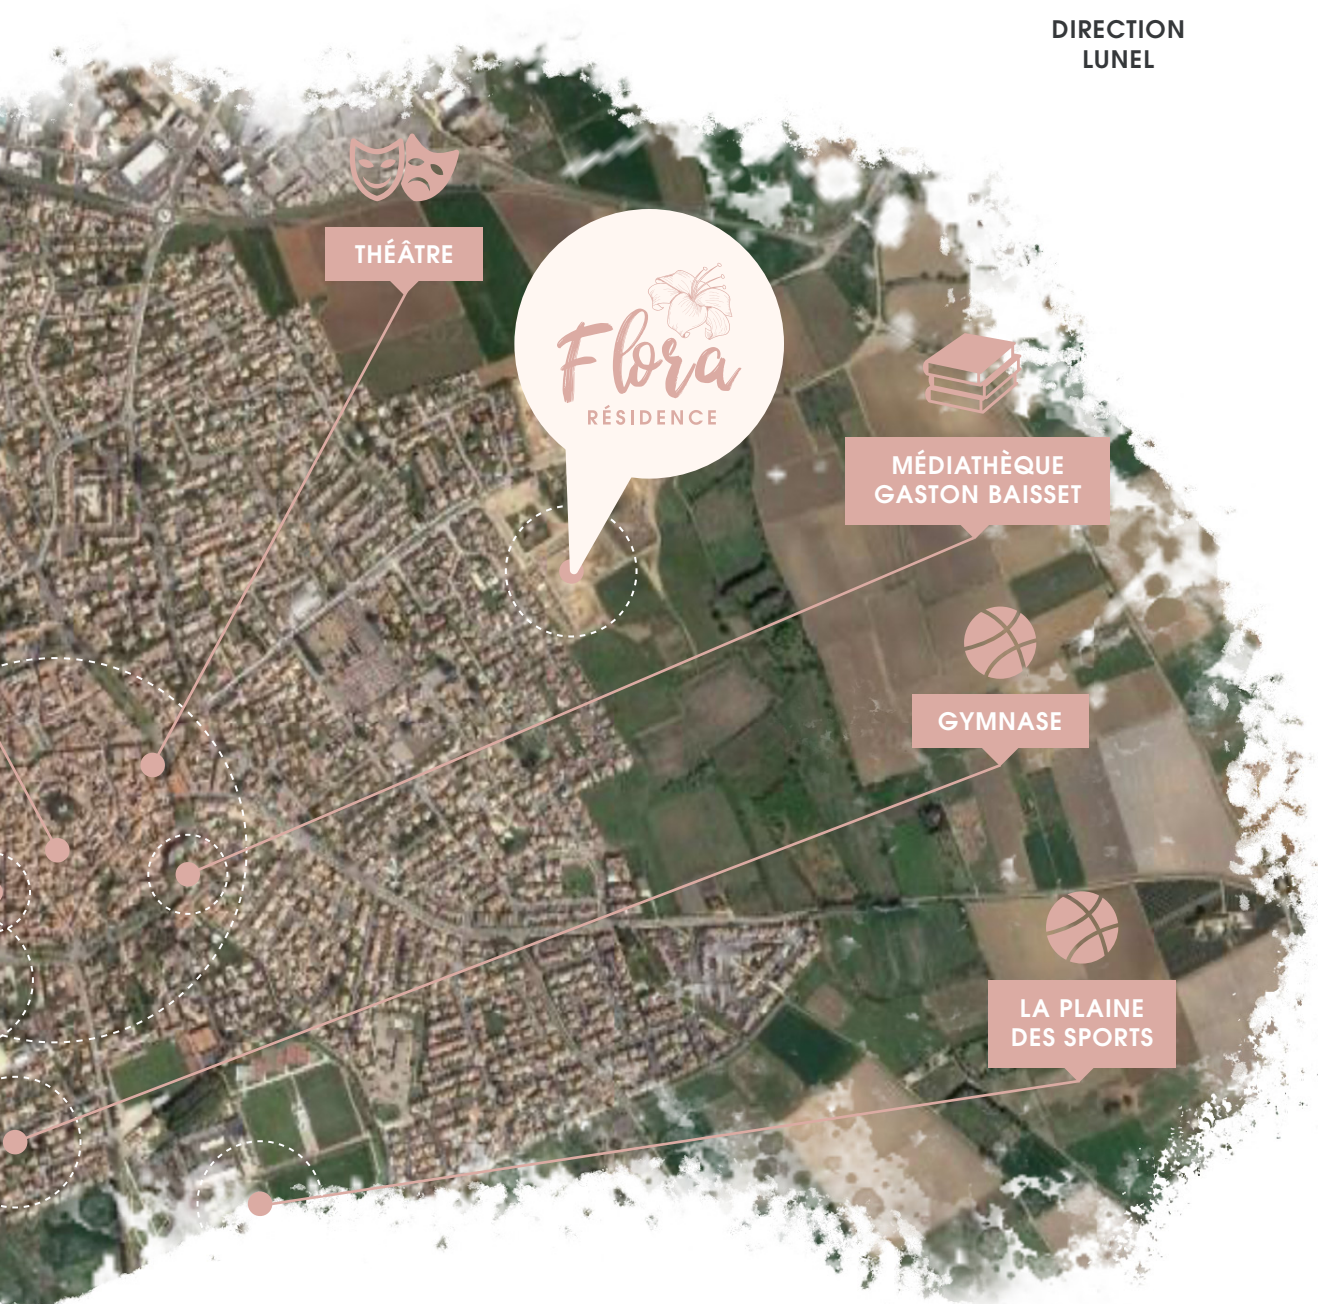 DIRECTION
LUNEL
THÉÂTRE
Flora
RÉSIDENCE
MÉDIATHÈQUE
GASTON BAISSET
GYMNASE
LA PLAINE
DES SPORTS